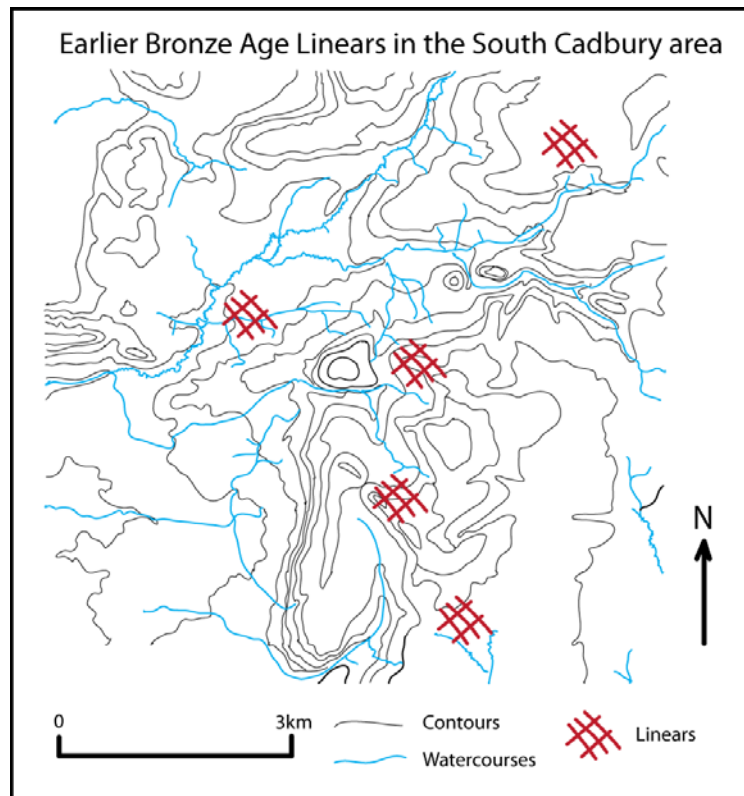 Earlier Bronze Age Linears in the South Cadbury area
N
0 3km
Contours
Watercourses
Linears